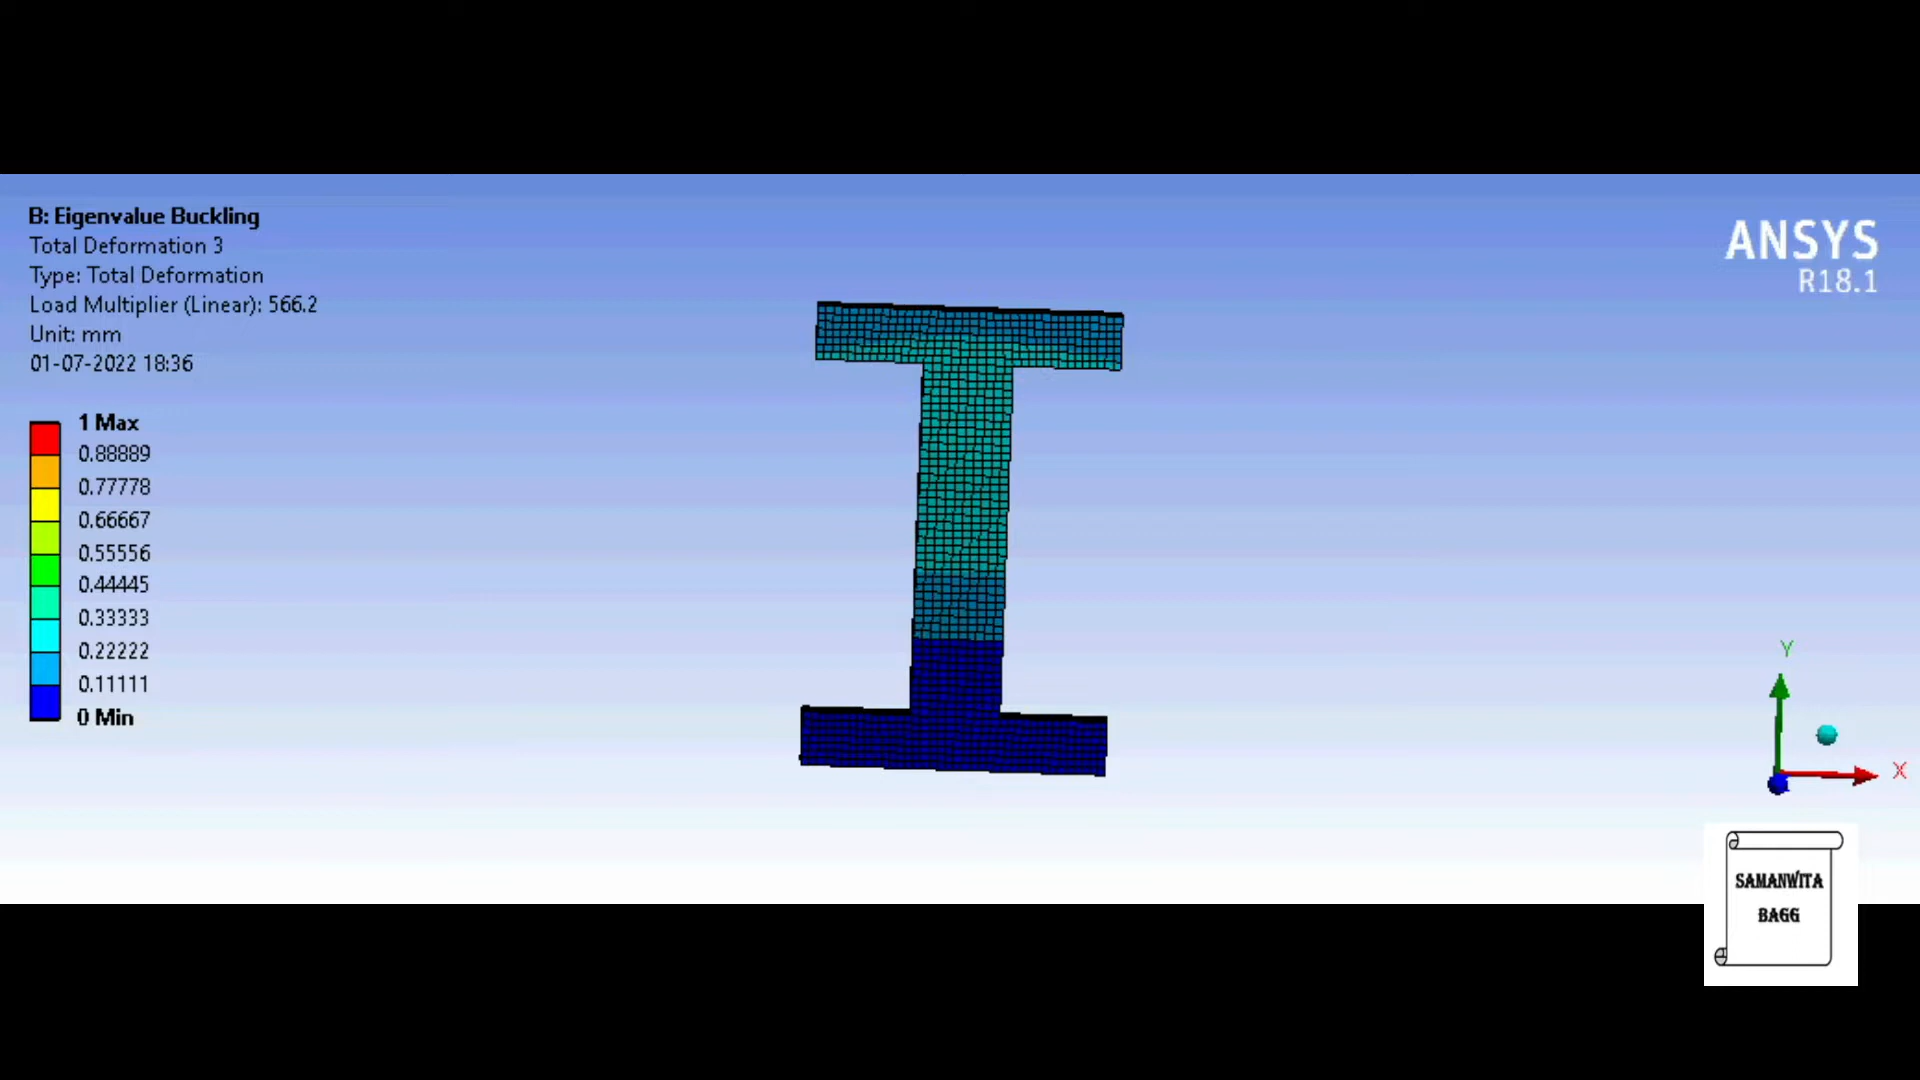 B: Eigenvalue Buckling
Total Deformation 3
Type: Total Deformation
Load Multiplier (Linear): 566.2
Unit: mm
01-07-2022 18:36
1 Max
0.88889
0.77778
0.66667
0.55556
0.44445
0.33333
0.22222
0.11111
0 Min
ANSYS
R18.1
Y
X
SAMANWITA
BAGG